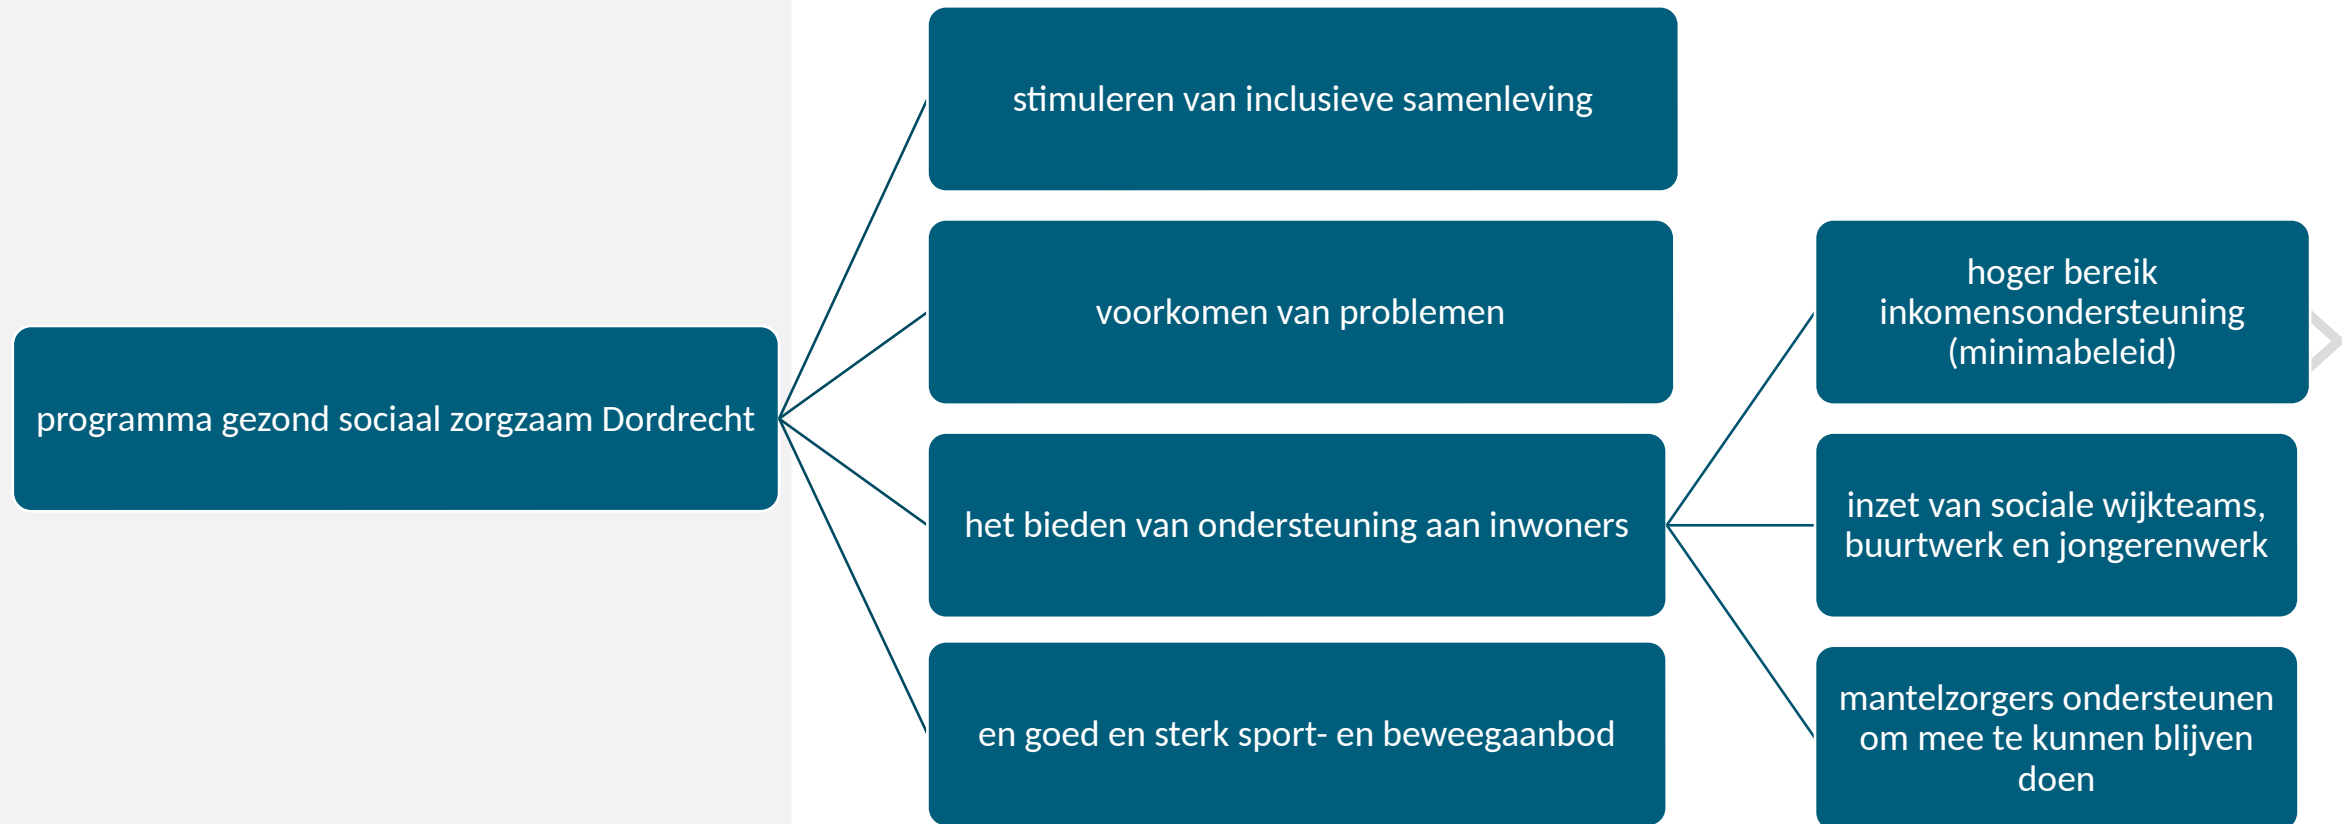 programma gezond sociaal zorgzaam Dordrecht
stimuleren van inclusieve samenleving
voorkomen van problemen
het bieden van ondersteuning aan inwoners
en goed en sterk sport- en beweegaanbod
hoger bereik
inkomensondersteuning
(minimabeleid)
inzet van sociale wijkteams,
buurtwerk en jongerenwerk
mantelzorgers ondersteunen
om mee te kunnen blijven
doen